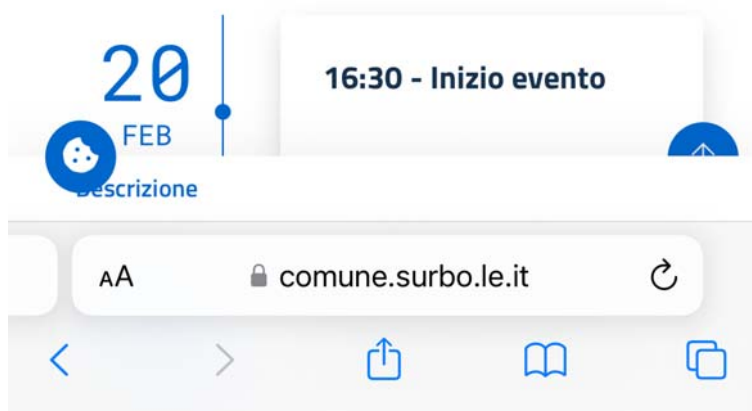 20
FEB
16:30 - Inizio evento
Descrizione
AA
comune.surbo.le.it